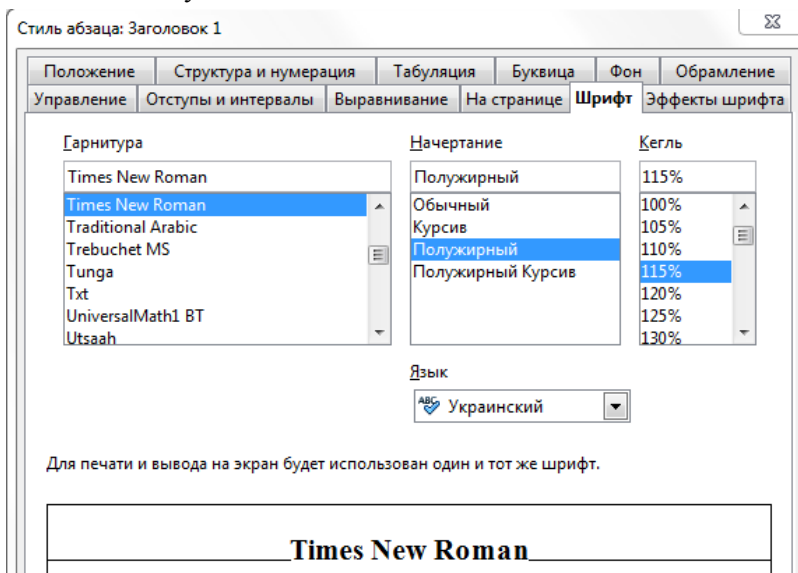 Стиль абзаца: Заголовок 1
Положение Структура и нумерация Табуляция Буквица Фон Обрамление
Управление Отступы и интервалы Выравнивание На странице Шрифт Эффекты шрифта
Гарнитура Начертание Кегль
Times New Roman Полужирный 115%
Times New Roman Обычный 100%
Traditional Arabic Курсив 105%
Trebuchet MS Полужирный 110%
Tunga Полужирный Курсив 115%
Txt 120%
UniversalMath1 BT 125%
Utsaah 130%
Язык
ABC Украинский
Для печати и вывода на экран будет использован один и тот же шрифт.
Times New Roman